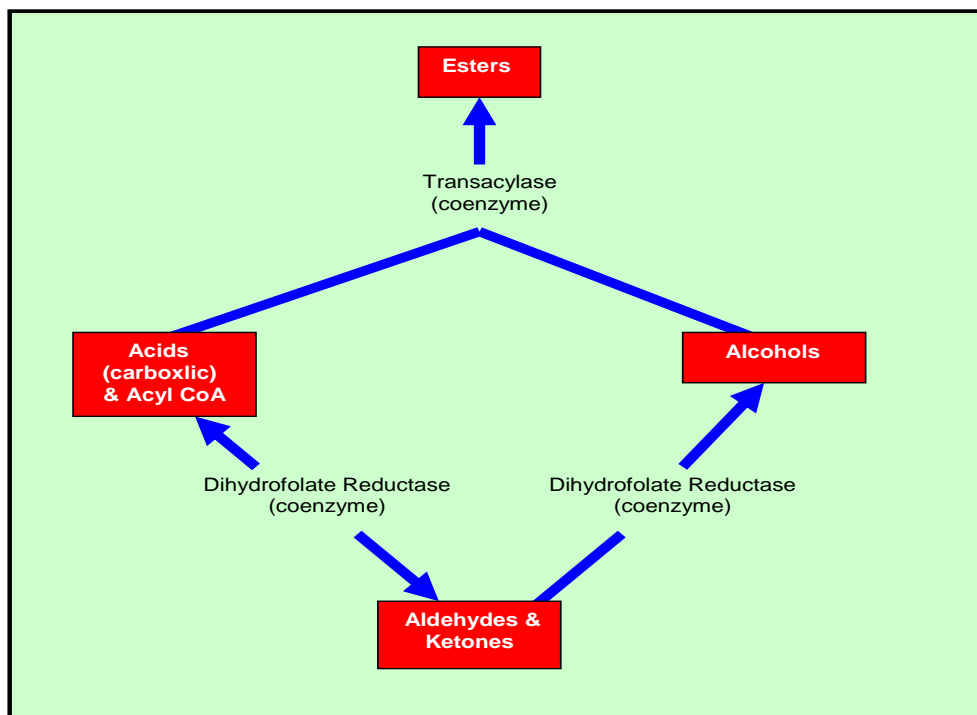 Esters
Transacylase
(coenzyme)
Acids
(carboxlic)
& Acyl CoA
Alcohols
Dihydrofolate Reductase
(coenzyme)
Dihydrofolate Reductase
(coenzyme)
Aldehydes &
Ketones